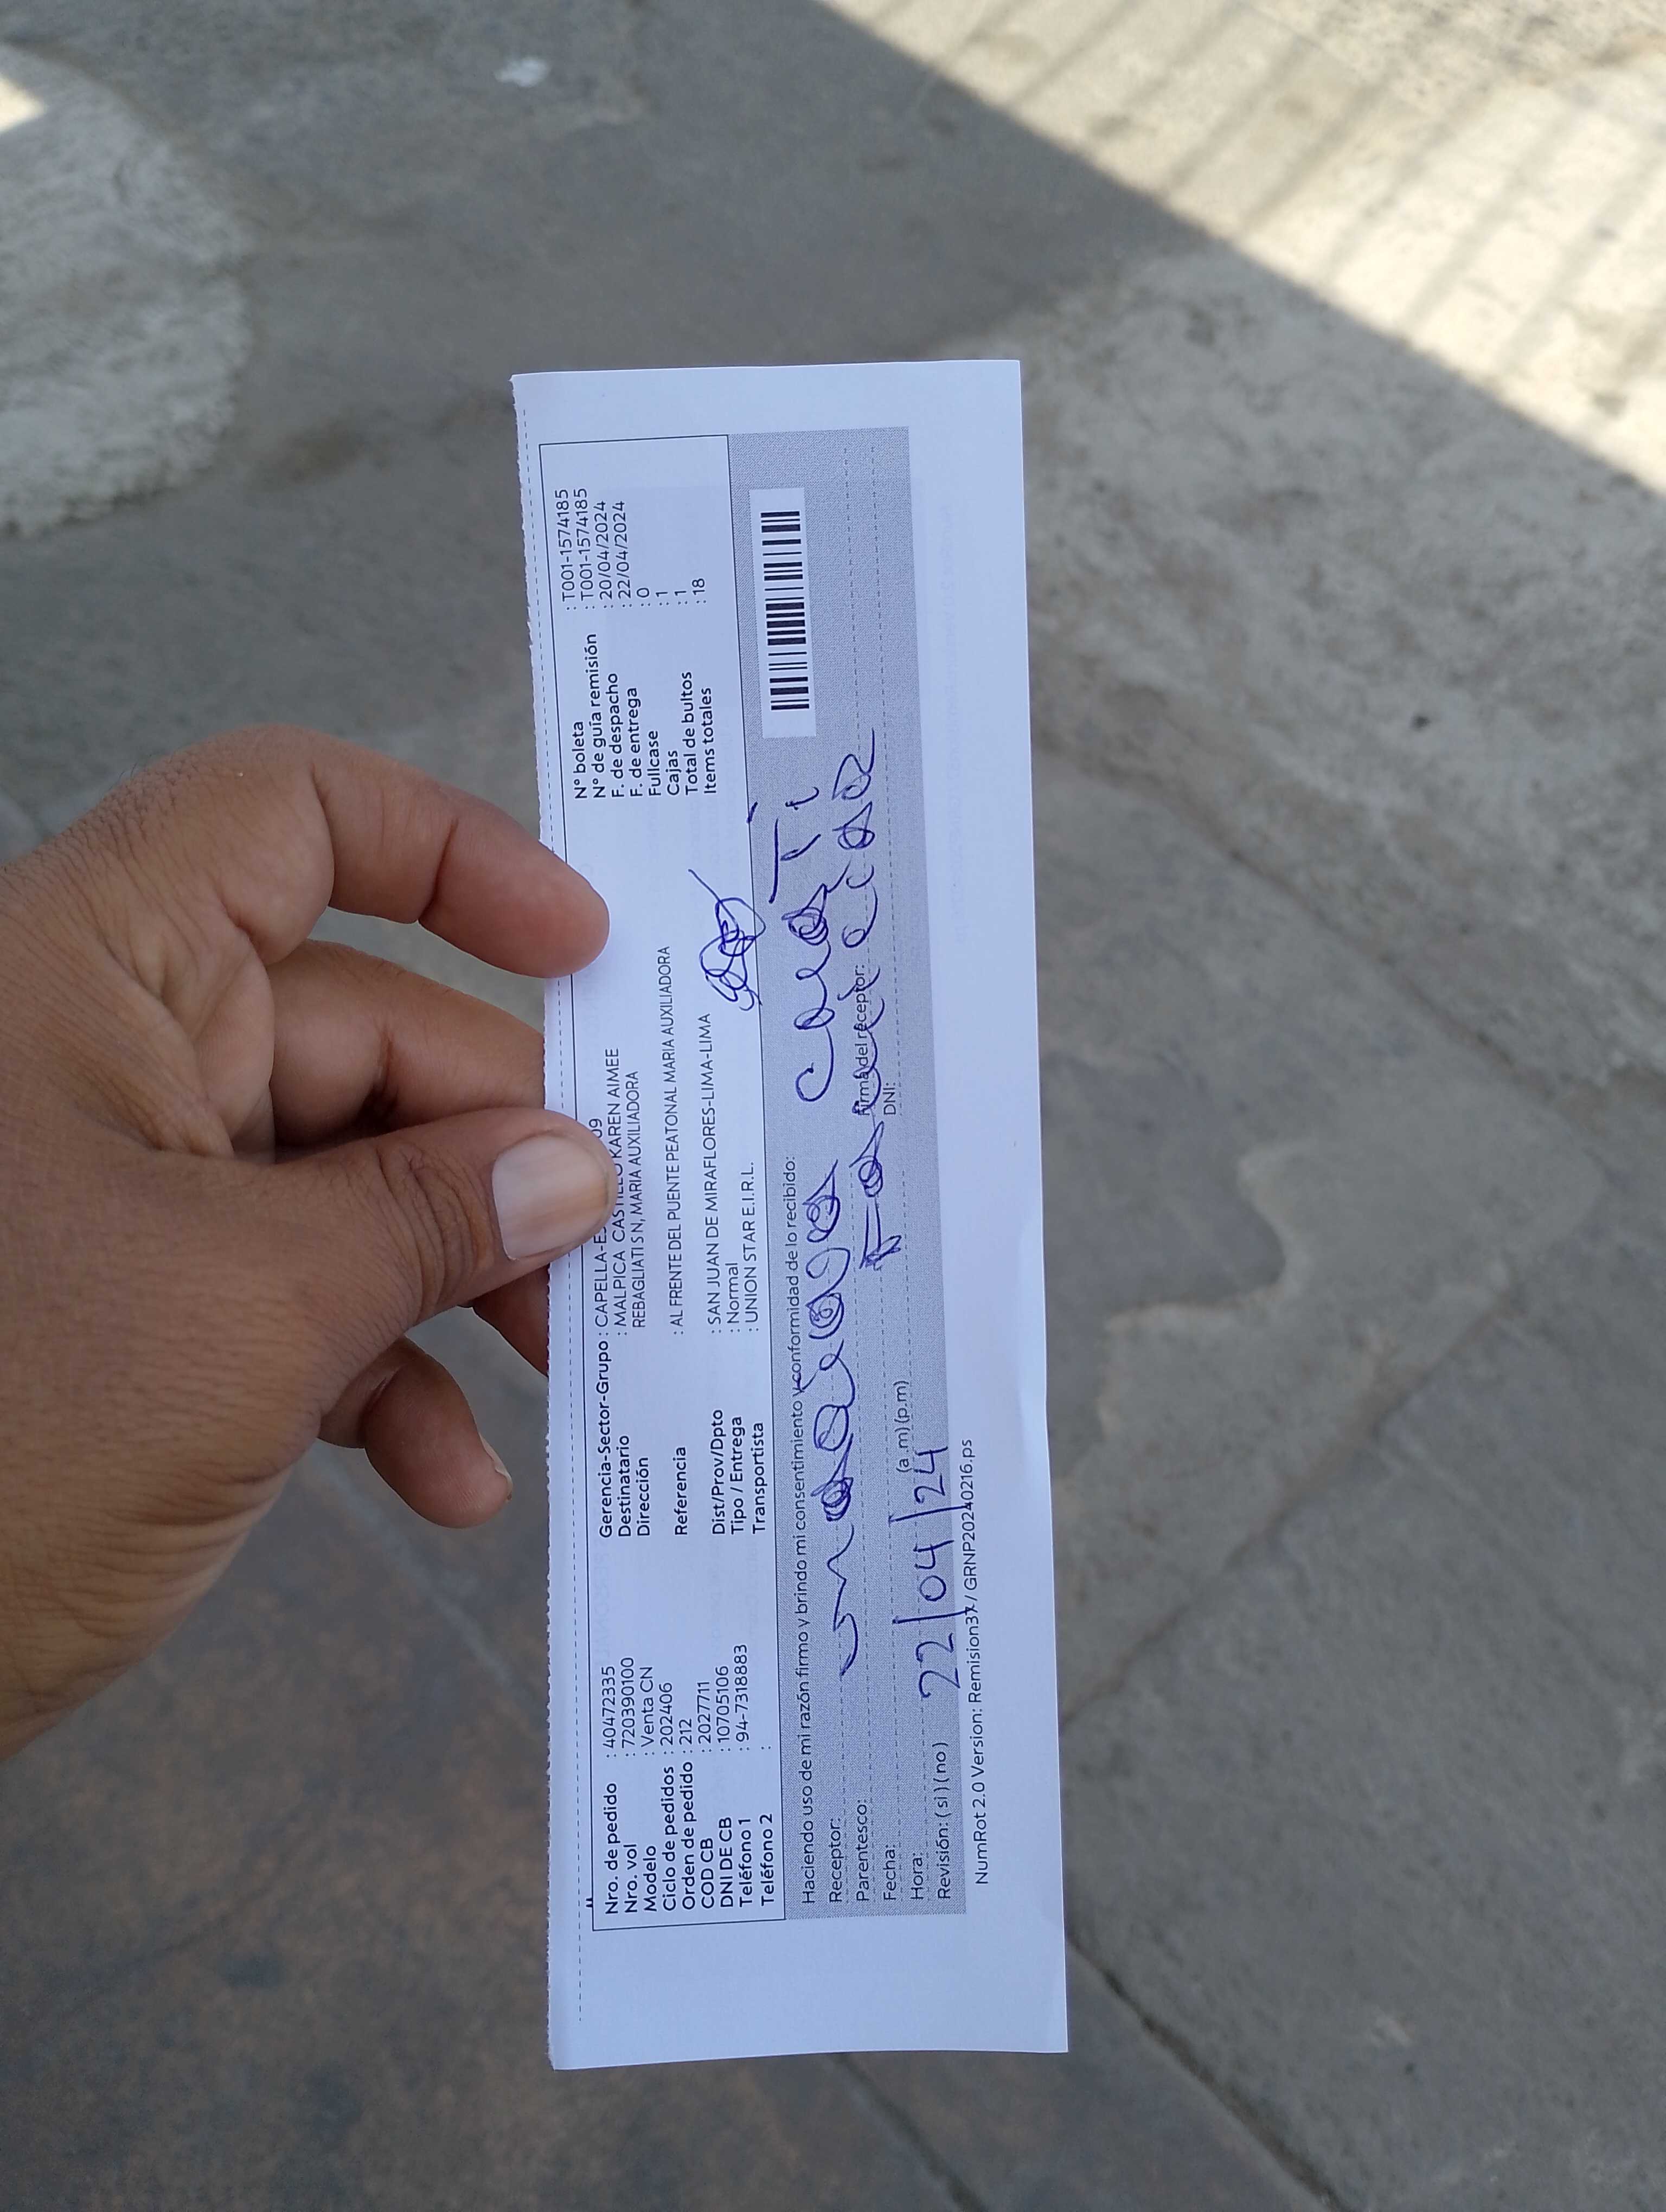 Nro. de pedido : 40472335
Nro. vol : 720390100
Modelo : Venta CN
Ciclo de pedidos : 202406
Orden de pedido : 212
COD CB : 2027711
DNI DE CB : 10705106
Teléfono 1 : 94-7318883
Teléfono 2 :
Gerencia-Sector-Grupo : CAPELLA-ES 09
Destinatario : MALPICA CASTILLO KAREN AIMEE
Dirección REBAGLIATI S N, MARIA AUXILIADORA
Referencia : AL FRENTE DEL PUENTE PEATONAL MARIA AUXILIADORA
Dist/Prov/Dpto : SAN JUAN DE MIRAFLORES-LIMA-LIMA
Tipo / Entrega : Normal
Transportista : UNION STAR E.I.R.L.
N° boleta : T001-1574185
N° de guía remisión : T001-1574185
F. de despacho : 20/04/2024
F. de entrega : 22/04/2024
Fullcase : 0
Cajas : 1
Total de bultos : 1
Items totales : 18
Haciendo uso de mi razón firmo y brindo mi consentimiento y conformidad de lo recibido:
Receptor:
Parentesco:
Firma del receptor:
Fecha:
DNI:
Hora: (a.m) (p.m)
22/04/24
Revisión: ( si ) ( no )
NumRot 2.0 Version: Remision37 / GRNP20240216.ps